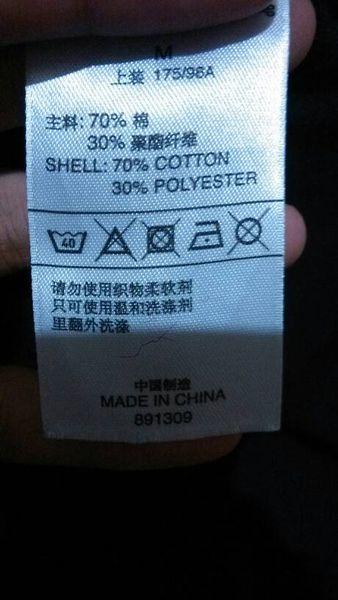 M
上装 175/96A
主料: 70% 棉
30% 聚酯纤维
SHELL: 70% COTTON
30% POLYESTER
40
请勿使用织物柔软剂
只可使用温和洗涤剂
里翻外洗涤
中国制造
MADE IN CHINA
891309